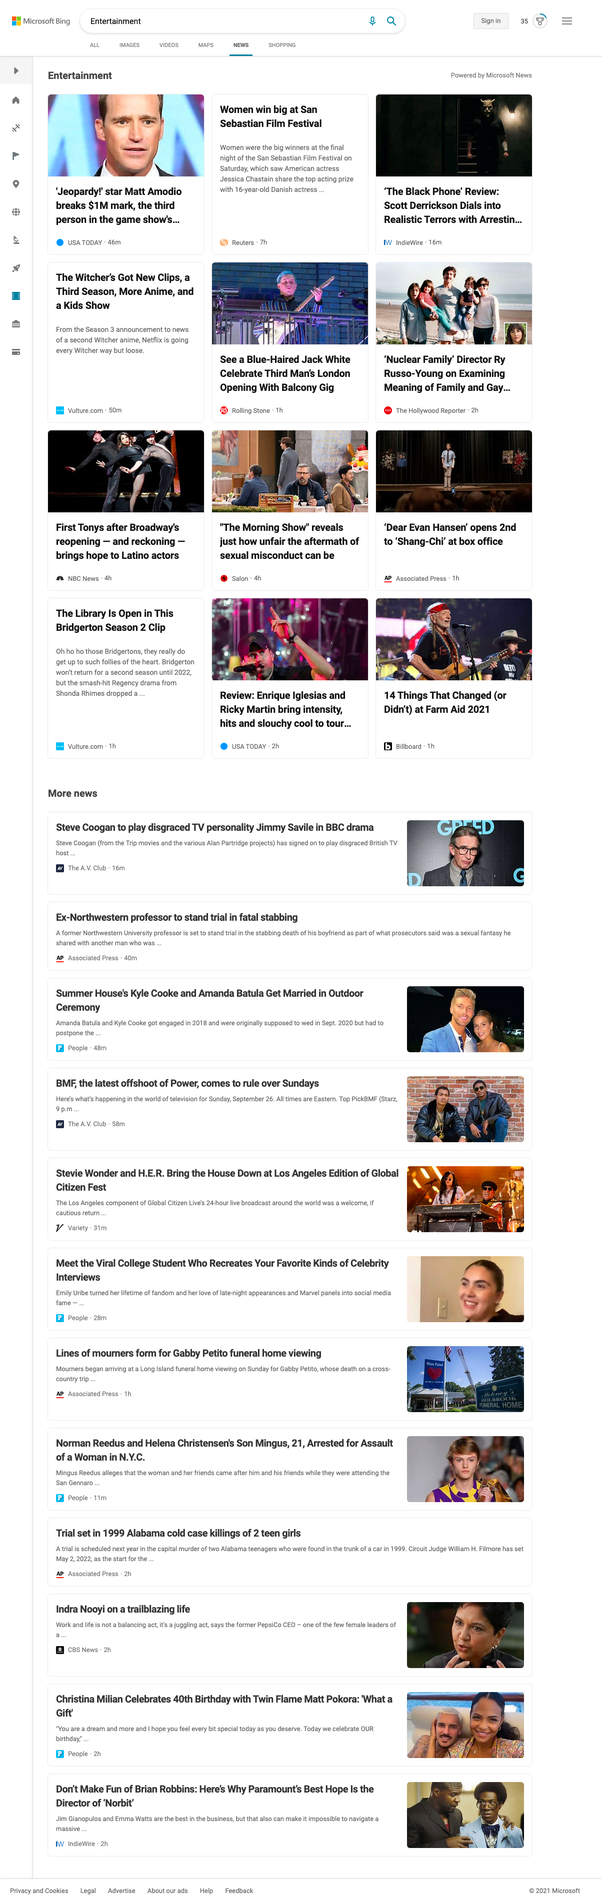 Microsoft Bing
Entertainment
Sign in
35
ALL
IMAGES
VIDEOS
MAPS
NEWS
SHOPPING
Entertainment
Powered by Microsoft News
'Jeopardy!' star Matt Amodio
breaks $1M mark, the third
person in the game show's...
USA TODAY · 46m
Women win big at San
Sebastian Film Festival
Women were the big winners at the final
night of the San Sebastian Film Festival on
Saturday, which saw American actress
Jessica Chastain share the top acting prize
with 16-year-old Danish actress ...
Reuters · 7h
'The Black Phone' Review:
Scott Derrickson Dials into
Realistic Terrors with Arrestin...
IndieWire · 16m
The Witcher's Got New Clips, a
Third Season, More Anime, and
a Kids Show
From the Season 3 announcement to news
of a second Witcher anime, Netflix is going
every Witcher way but loose.
Vulture.com · 50m
See a Blue-Haired Jack White
Celebrate Third Man's London
Opening With Balcony Gig
Rolling Stone · 1h
'Nuclear Family' Director Ry
Russo-Young on Examining
Meaning of Family and Gay...
The Hollywood Reporter · 2h
First Tonys after Broadway's
reopening — and reckoning —
brings hope to Latino actors
NBC News · 4h
"The Morning Show" reveals
just how unfair the aftermath of
sexual misconduct can be
Salon · 4h
'Dear Evan Hansen' opens 2nd
to 'Shang-Chi' at box office
AP
Associated Press · 1h
The Library Is Open in This
Bridgerton Season 2 Clip
Oh ho ho those Bridgertons, they really do
get up to such follies of the heart. Bridgerton
won't return for a second season until 2022,
but the smash-hit Regency drama from
Shonda Rhimes dropped a ...
Vulture.com · 1h
Review: Enrique Iglesias and
Ricky Martin bring intensity,
hits and slouchy cool to tour...
USA TODAY · 2h
14 Things That Changed (or
Didn't) at Farm Aid 2021
Billboard · 1h
More news
Steve Coogan to play disgraced TV personality Jimmy Savile in BBC drama
Steve Coogan (from the Trip movies and the various Alan Partridge projects) has signed on to play disgraced British TV
host ...
The A.V. Club · 16m
GREED
Ex-Northwestern professor to stand trial in fatal stabbing
A former Northwestern University professor is set to stand trial in the stabbing death of his boyfriend as part of what prosecutors said was a sexual fantasy he
shared with another man who was ...
AP
Associated Press · 40m
Summer House's Kyle Cooke and Amanda Batula Get Married in Outdoor
Ceremony
Amanda Batula and Kyle Cooke got engaged in 2018 and were originally supposed to wed in Sept. 2020 but had to
postpone the ...
People · 48m
BMF, the latest offshoot of Power, comes to rule over Sundays
Here's what's happening in the world of television for Sunday, September 26. All times are Eastern. Top PickBMF (Starz,
9 p.m ...
The A.V. Club · 58m
Stevie Wonder and H.E.R. Bring the House Down at Los Angeles Edition of Global
Citizen Fest
The Los Angeles component of Global Citizen Live's 24-hour live broadcast around the world was a welcome, if
cautious return ...
Variety · 31m
Meet the Viral College Student Who Recreates Your Favorite Kinds of Celebrity
Interviews
Emily Uribe turned her lifetime of fandom and her love of late-night appearances and Marvel panels into social media
fame — ...
People · 28m
Lines of mourners form for Gabby Petito funeral home viewing
Mourners began arriving at a Long Island funeral home viewing on Sunday for Gabby Petito, whose death on a cross-
country trip ...
AP
Associated Press · 1h
FUNERAL HOME
Norman Reedus and Helena Christensen's Son Mingus, 21, Arrested for Assault
of a Woman in N.Y.C.
Mingus Reedus alleges that the woman and her friends came after him and his friends while they were attending the
San Gennaro ...
People · 11m
Trial set in 1999 Alabama cold case killings of 2 teen girls
A trial is scheduled next year in the capital murder of two Alabama teenagers who were found in the trunk of a car in 1999. Circuit Judge William H. Filmore has set
May 2, 2022, as the start for the ...
AP
Associated Press · 2h
Indra Nooyi on a trailblazing life
Work and life is not a balancing act, it's a juggling act, says the former PepsiCo CEO – one of the few female leaders of
a ...
CBS News · 2h
Christina Milian Celebrates 40th Birthday with Twin Flame Matt Pokora: 'What a
Gift'
"You are a dream and more and I hope you feel every bit special today as you deserve. Today we celebrate OUR
birthday," ...
People · 2h
Don't Make Fun of Brian Robbins: Here's Why Paramount's Best Hope Is the
Director of 'Norbit'
Jim Gianopulos and Emma Watts are the best in the business, but that also can make it impossible to navigate a
massive ...
IndieWire · 2h
Privacy and Cookies
Legal
Advertise
About our ads
Help
Feedback
© 2021 Microsoft